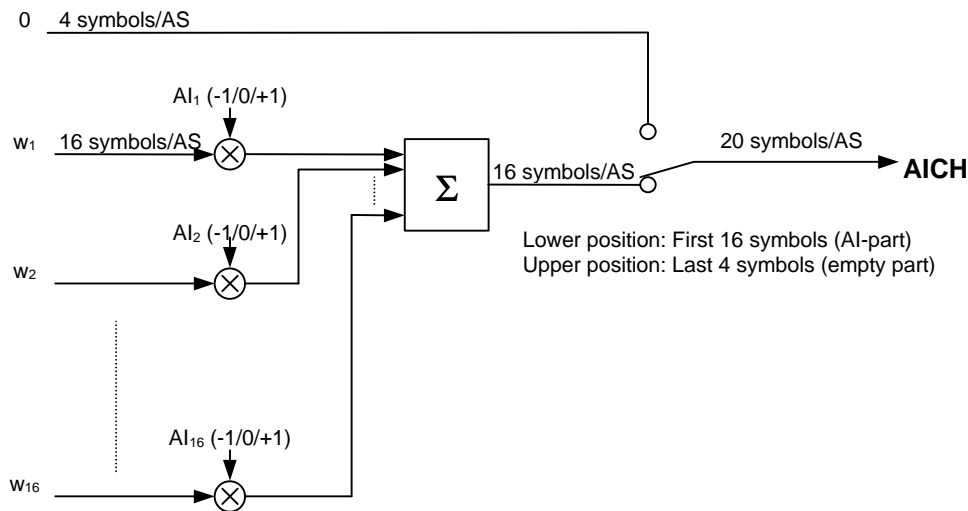 0 4 symbols/AS
AI₁ (-1/0/+1)
w₁ 16 symbols/AS
Σ
16 symbols/AS
20 symbols/AS
AICH
AI₂ (-1/0/+1)
w₂
Lower position: First 16 symbols (AI-part)
Upper position: Last 4 symbols (empty part)
AI₁₆ (-1/0/+1)
w₁₆